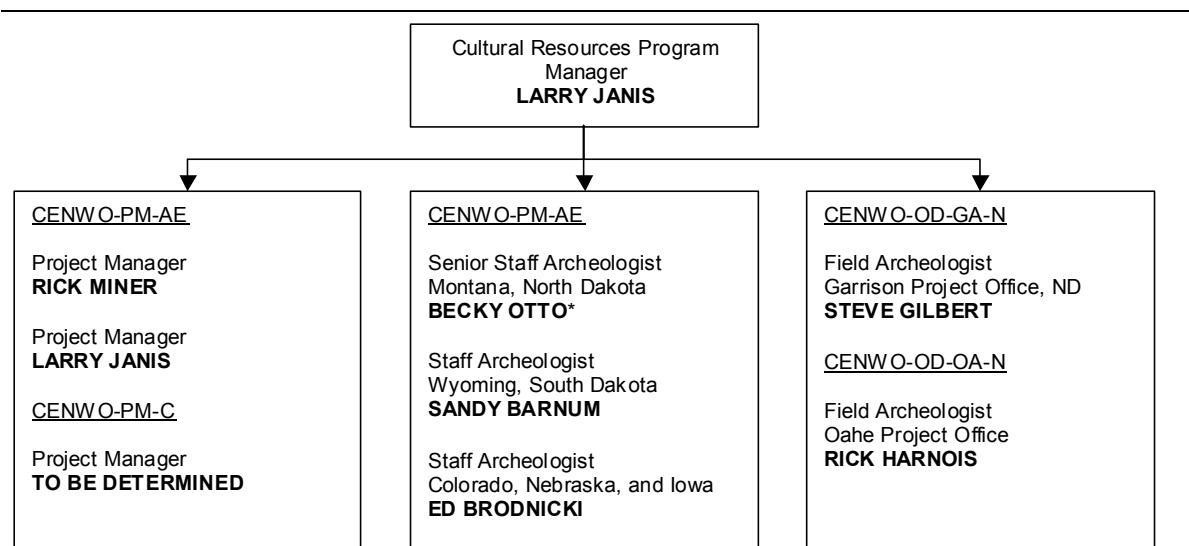 Cultural Resources Program
Manager
LARRY JANIS
CENWO-PM-AE
Project Manager
RICK MINER
Project Manager
LARRY JANIS
CENWO-PM-C
Project Manager
TO BE DETERMINED
CENWO-PM-AE
Senior Staff Archeologist
Montana, North Dakota
BECKY OTTO*
Staff Archeologist
Wyoming, South Dakota
SANDY BARNUM
Staff Archeologist
Colorado, Nebraska, and Iowa
ED BRODNICKI
CENWO-OD-GA-N
Field Archeologist
Garrison Project Office, ND
STEVE GILBERT
CENWO-OD-OA-N
Field Archeologist
Oahe Project Office
RICK HARNOIS